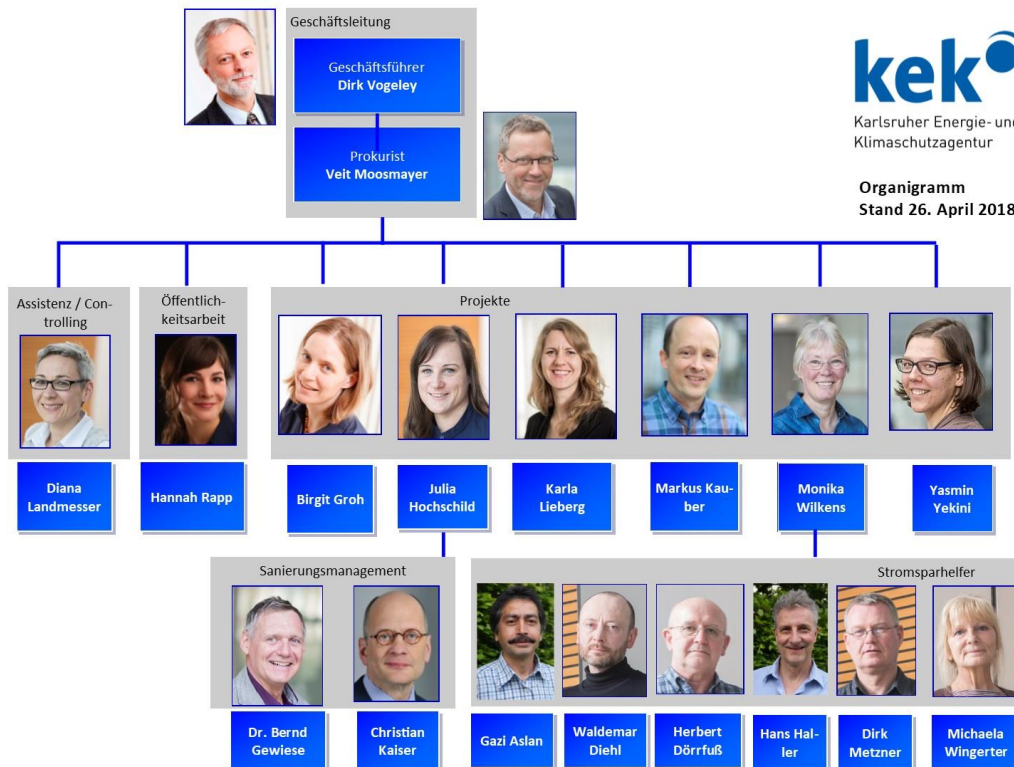 Geschäftsleitung
Geschäftsführer
Dirk Vogeley
Prokurist
Veit Moosmayer
kek
Karlsruher Energie- und
Klimaschutzagentur
Organigramm
Stand 26. April 2018
Assistenz / Con-
trolling
Öffentlich-
keitsarbeit
Projekte
Diana
Landmesser
Hannah Rapp
Birgit Groh
Julia
Hochschild
Karla
Lieberg
Markus Kau-
ber
Monika
Wilkens
Yasmin
Yekini
Sanierungsmanagement
Stromsparhelfer
Dr. Bernd
Gewiese
Christian
Kaiser
Gazi Aslan
Waldemar
Diehl
Herbert
Dörrfuß
Hans Hal-
ler
Dirk
Metzner
Michaela
Wingerter